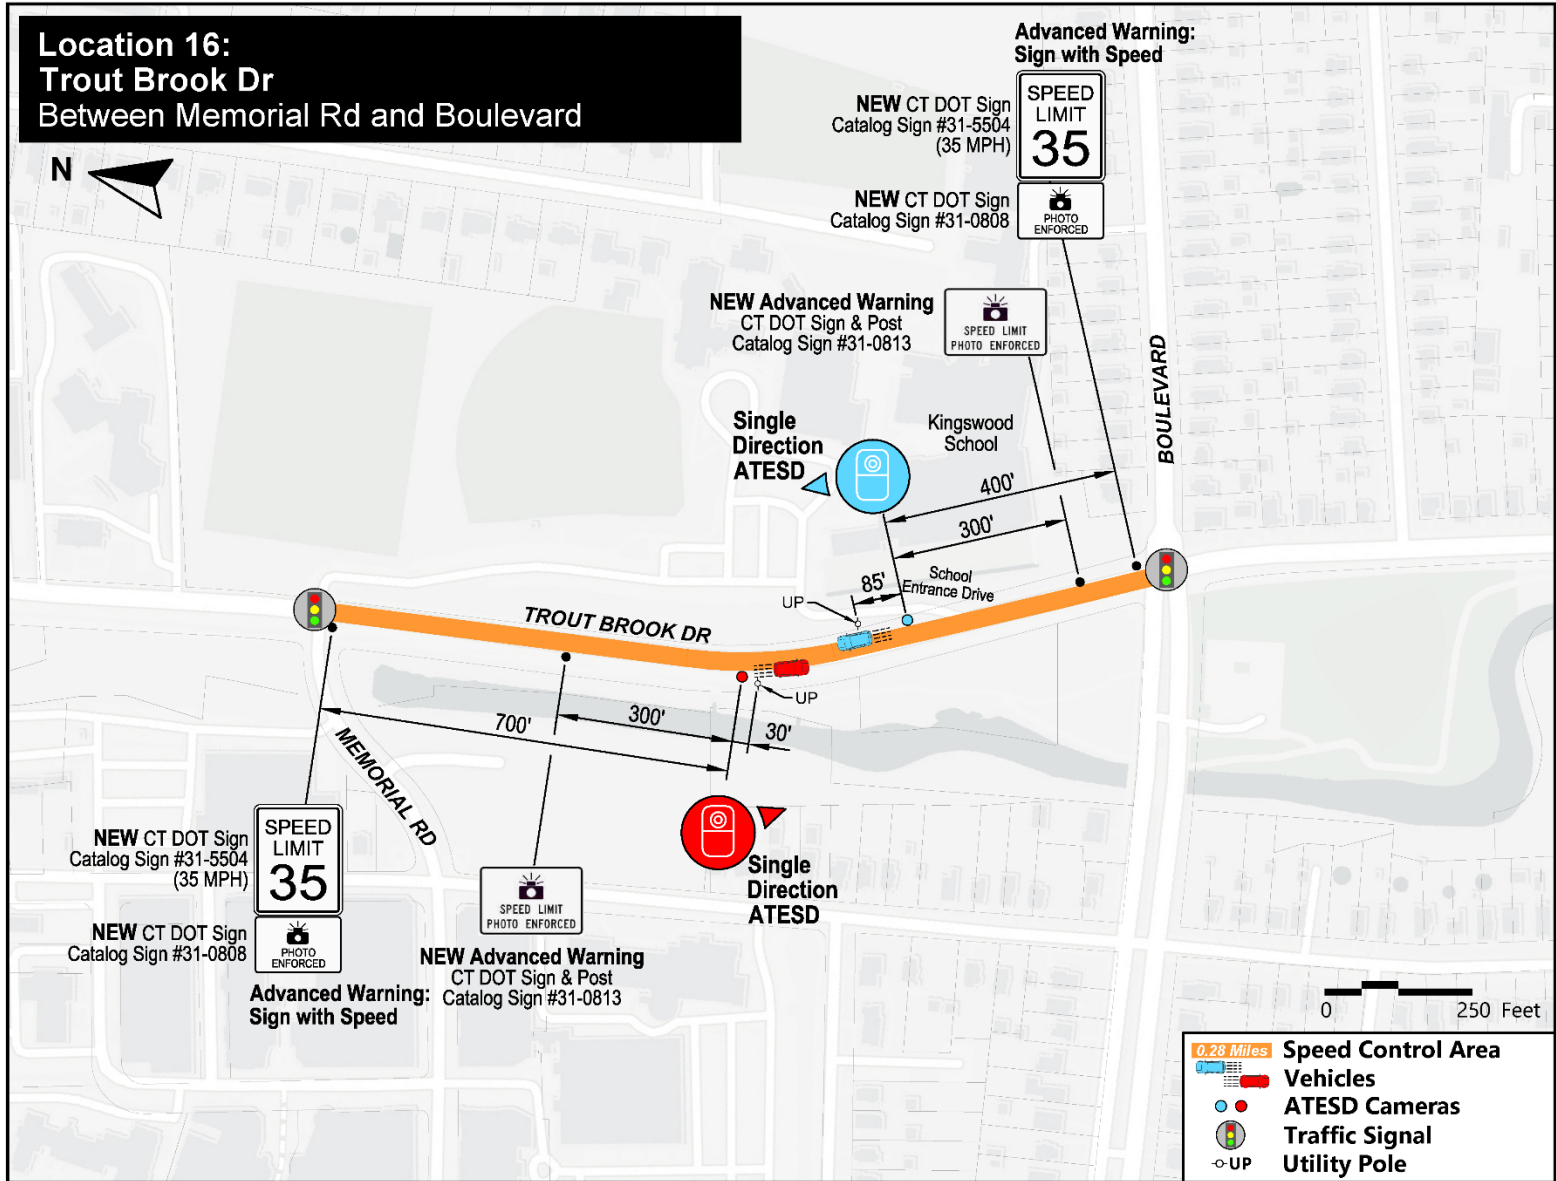 Location 16:
Trout Brook Dr
Between Memorial Rd and Boulevard
N
Advanced Warning:
Sign with Speed
NEW CT DOT Sign
Catalog Sign #31-5504
(35 MPH)
SPEED
LIMIT
35
NEW CT DOT Sign
Catalog Sign #31-0808
PHOTO
ENFORCED
NEW Advanced Warning
CT DOT Sign & Post
Catalog Sign #31-0813
SPEED LIMIT
PHOTO ENFORCED
BOULEVARD
Single
Direction
ATESD
Kingswood
School
400'
300'
85'
School
Entrance Drive
UP
TROUT BROOK DR
UP
700'
300'
30'
MEMORIAL RD
NEW CT DOT Sign
Catalog Sign #31-5504
(35 MPH)
SPEED
LIMIT
35
NEW CT DOT Sign
Catalog Sign #31-0808
PHOTO
ENFORCED
Advanced Warning:
Sign with Speed
SPEED LIMIT
PHOTO ENFORCED
NEW Advanced Warning
CT DOT Sign & Post
Catalog Sign #31-0813
Single
Direction
ATESD
0 250 Feet
0.28 Miles Speed Control Area
Vehicles
ATESD Cameras
Traffic Signal
UP Utility Pole